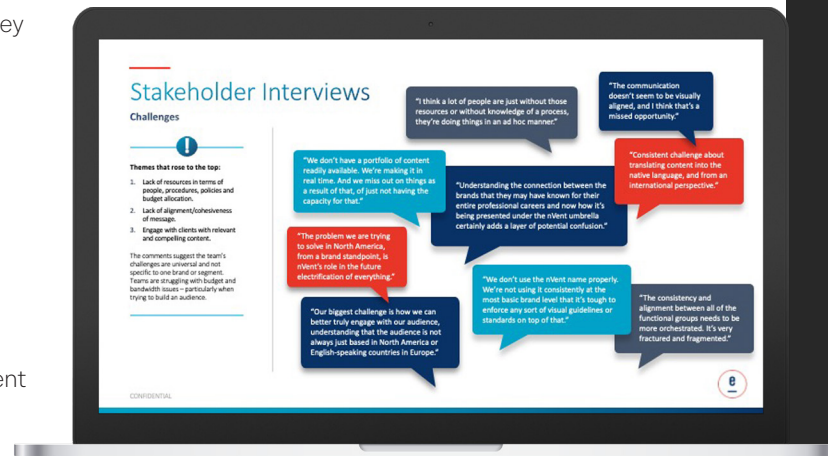 ey
ent
Stakeholder Interviews
Challenges
Themes that rose to the top:
1. Lack of resources in terms of
people, procedures, policies and
budget allocation.
2. Lack of alignment/cohesiveness
of message.
3. Engage with clients with relevant
and compelling content.
The comments suggest the team's
challenges are universal and not
specific to one brand or segment.
Teams are struggling with budget and
bandwidth issues – particularly when
trying to build an audience.
"I think a lot of people are just without those
resources or without knowledge of a process,
they're doing things in an ad hoc manner."
"The communication
doesn't seem to be visually
aligned, and I think that's a
missed opportunity."
"We don't have a portfolio of content
readily available. We're making it in
real time. And we miss out on things as
a result of that, of just not having the
capacity for that."
"Understanding the connection between the
brands that they may have known for their
entire professional careers and now how it's
being presented under the nVent umbrella
certainly adds a layer of potential confusion."
"Consistent challenge about
translating content into the
native language, and from an
international perspective."
"The problem we are trying
to solve in North America,
from a brand standpoint, is
nVent's role in the future
electrification of everything."
"We don't use the nVent name properly.
We're not using it consistently at the
most basic brand level that it's tough to
enforce any sort of visual guidelines or
standards on top of that."
"Our biggest challenge is how we can
better truly engage with our audience,
understanding that the audience is not
always just based in North America or
English-speaking countries in Europe."
"The consistency and
alignment between all of the
functional groups needs to be
more orchestrated. It's very
fractured and fragmented."
CONFIDENTIAL
e